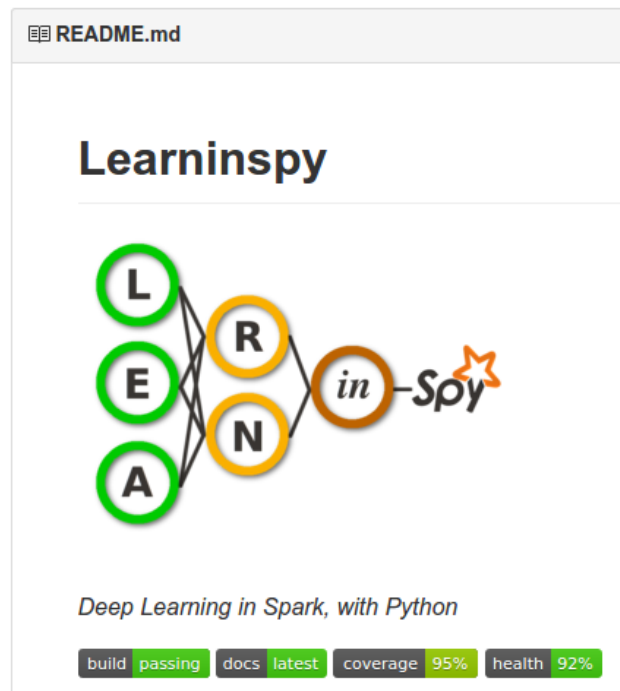 README.md
Learninspy
L
E
A
R
N
in
Spy
Deep Learning in Spark, with Python
build passing docs latest coverage 95% health 92%